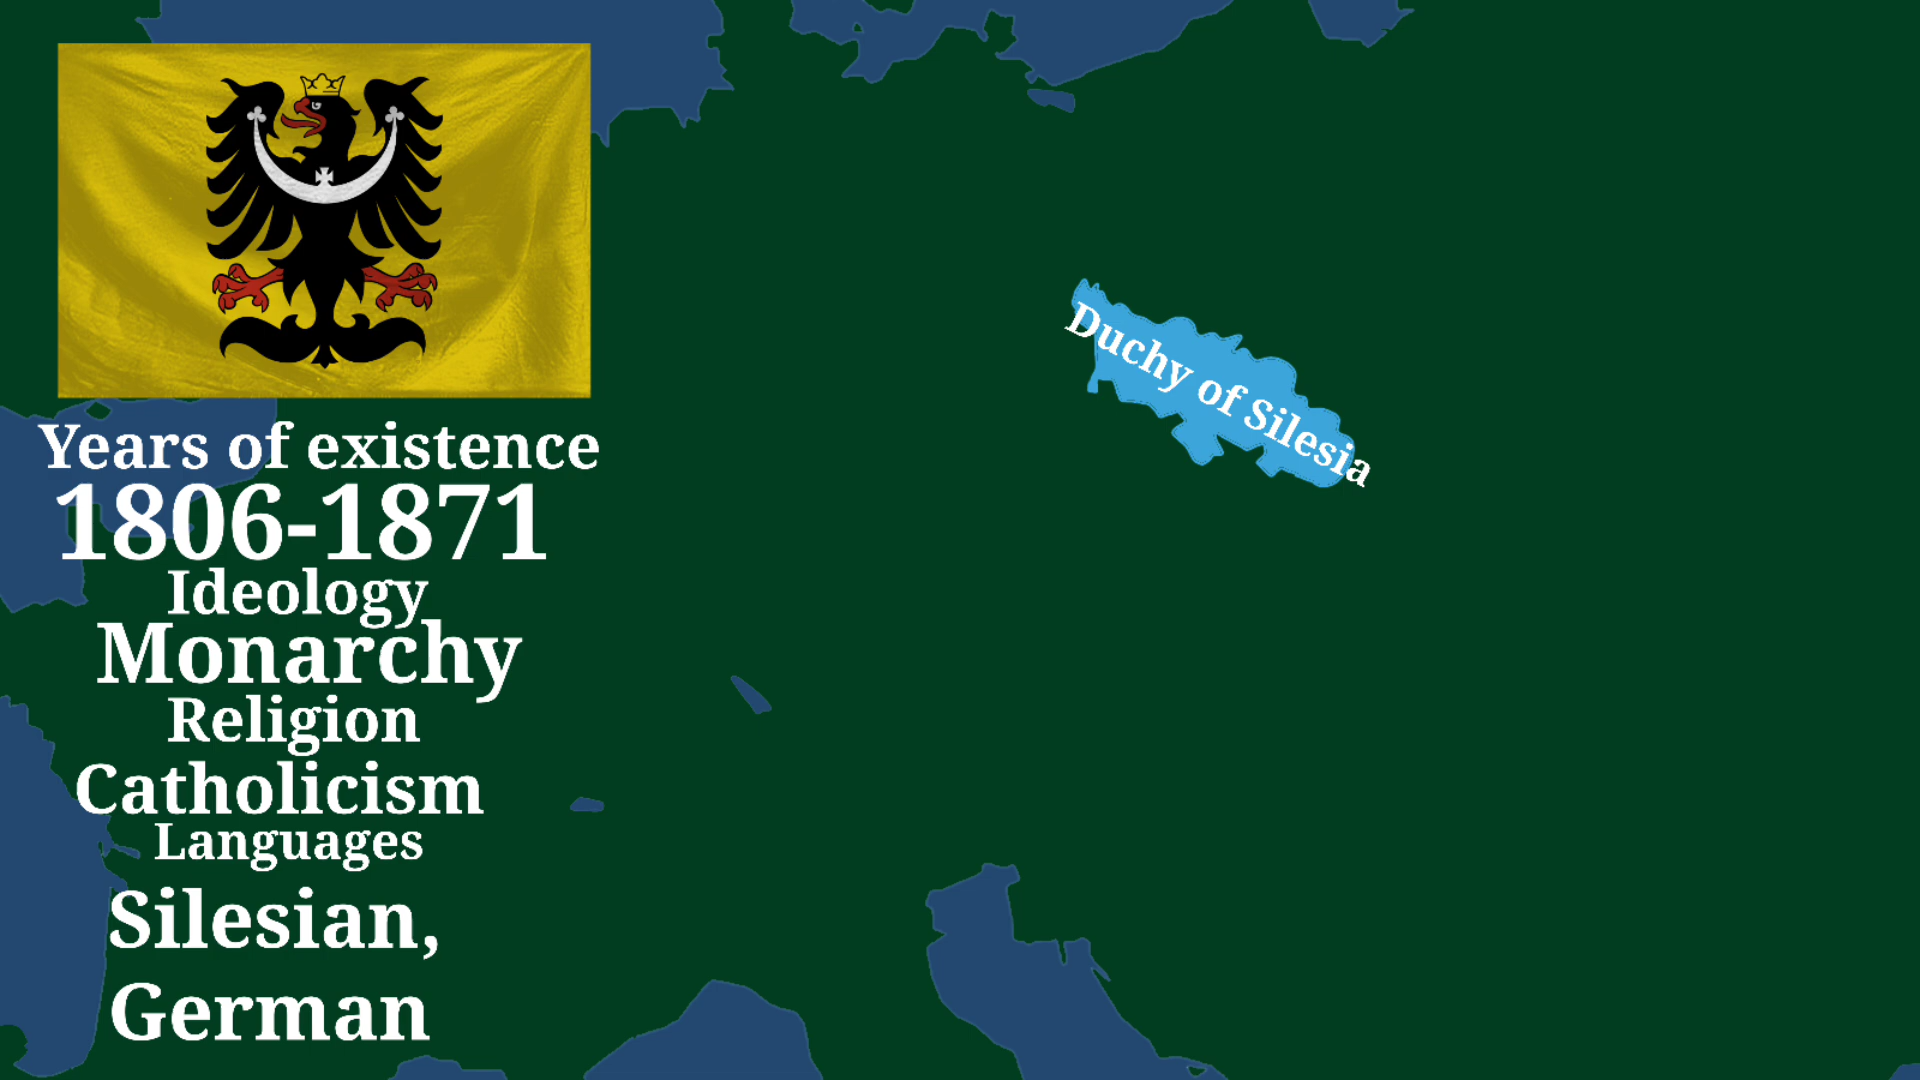 Years of existence
1806-1871
Ideology
Monarchy
Religion
Catholicism
Languages
Silesian,
German
Duchy of Silesia